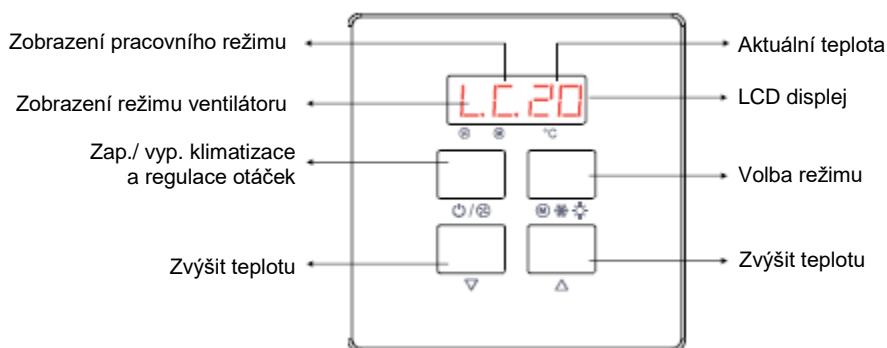 Zobrazení pracovního režimu
Aktuální teplota
Zobrazení režimu ventilátoru
L.C.20
LCD displej
°C
Zap./ vyp. klimatizace
a regulace otáček
Volba režimu
M
Zvýšit teplotu
Zvýšit teplotu